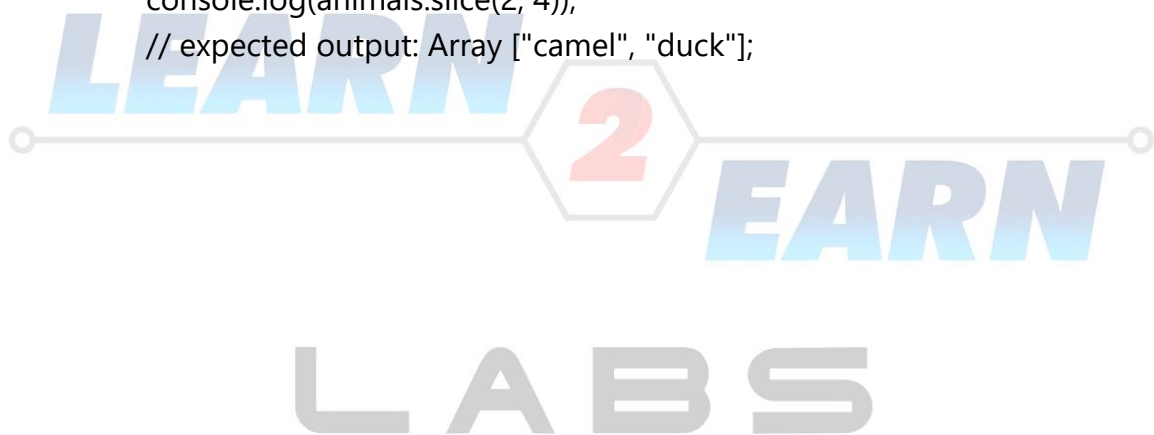 console.log(animals.slice(2, 4));
// expected output: Array ["camel", "duck"];
LEARN
2
EARN
LABS